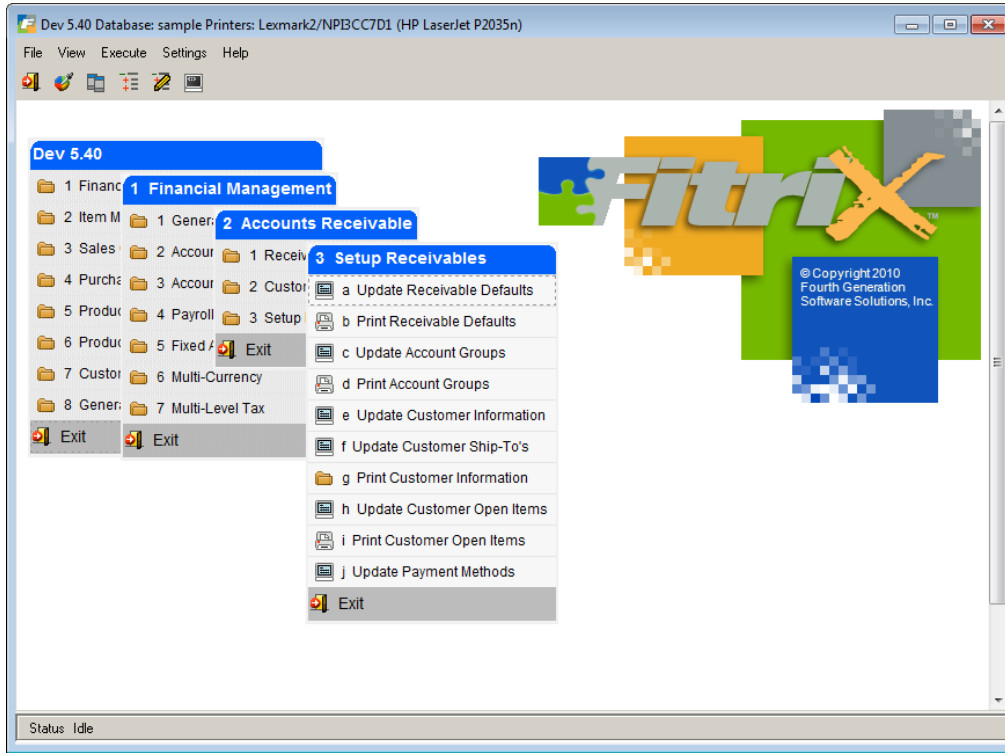 Dev 5.40 Database: sample Printers: Lexmark2/NPI3CC7D1 (HP LaserJet P2035n)
File View Execute Settings Help
Dev 5.40
1 Financ
2 Item M
3 Sales
4 Purcha
5 Produc
6 Produc
7 Custor
8 Genera
Exit
1 Financial Management
1 Genera
2 Accour
3 Accour
4 Payroll
5 Fixed A
6 Multi-Currency
7 Multi-Level Tax
Exit
2 Accounts Receivable
1 Receiv
2 Custor
3 Setup
Exit
3 Setup Receivables
a Update Receivable Defaults
b Print Receivable Defaults
c Update Account Groups
d Print Account Groups
e Update Customer Information
f Update Customer Ship-To's
g Print Customer Information
h Update Customer Open Items
i Print Customer Open Items
j Update Payment Methods
Exit
FitriX™
©Copyright 2010
Fourth Generation
Software Solutions, Inc.
Status Idle